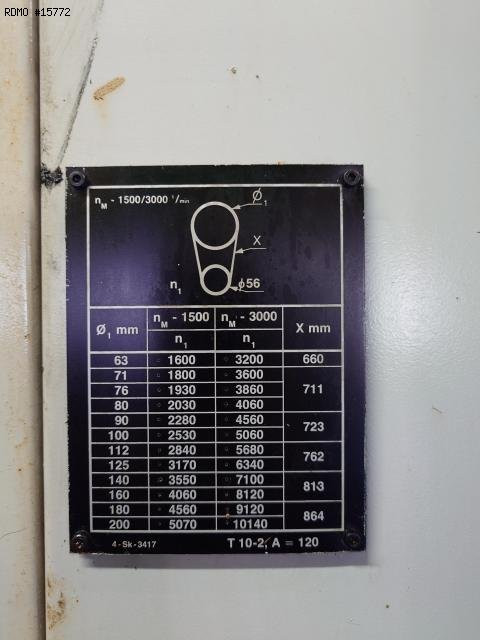 RDMO #15772
nM - 1500/3000 1/min
Ø1
X
n1
ϕ56
Ø1 mm nM - 1500 nM - 3000 X mm
n1 n1
63 1600 3200 660
71 1800 3600
76 1930 3860 711
80 2030 4060
90 2280 4560 723
100 2530 5060
112 2840 5680 762
125 3170 6340
140 3550 7100 813
160 4060 8120
180 4560 9120 864
200 5070 10140
4-Sk-3417 T 10-2, A = 120